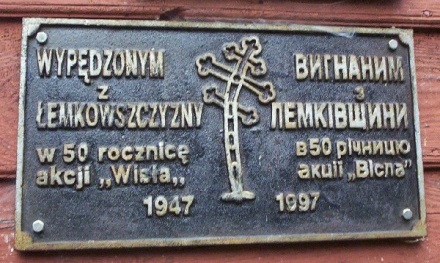 WYPĘDZONYM
z
ŁEMKOWSZCZYZNY
w 50 rocznicę
akcji „Wisła„
1947
ВИГНАНИМ
з
ЛЕМКІВЩИНИ
в 50 річницю
акції „Вісла”
1997